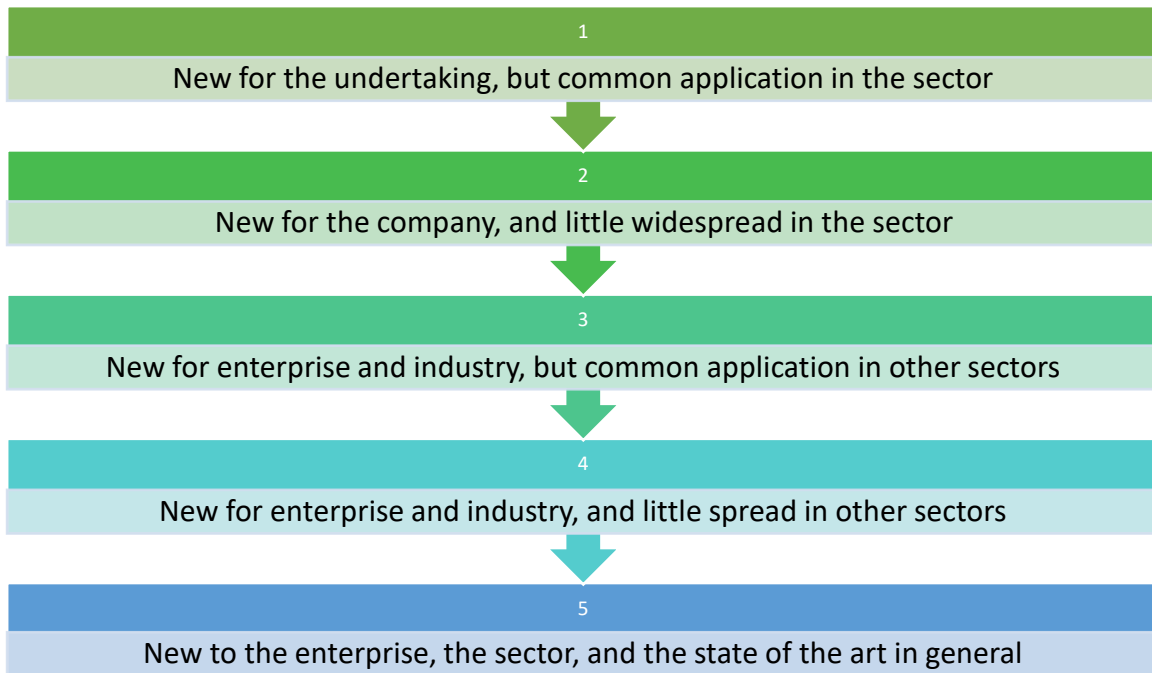 1
New for the undertaking, but common application in the sector
2
New for the company, and little widespread in the sector
3
New for enterprise and industry, but common application in other sectors
4
New for enterprise and industry, and little spread in other sectors
5
New to the enterprise, the sector, and the state of the art in general